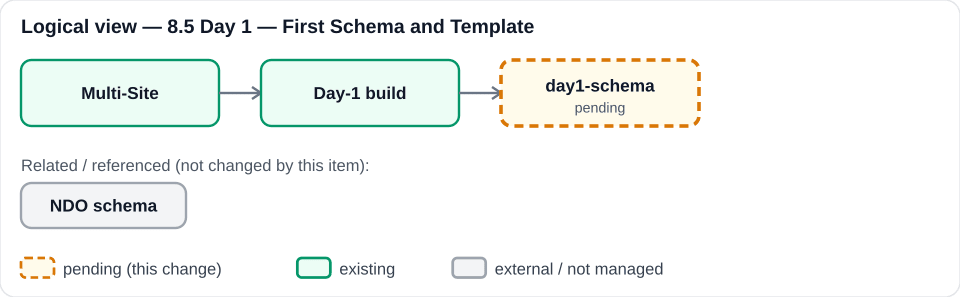 Logical view — 8.5 Day 1 — First Schema and Template
Multi-Site
Day-1 build
day1-schema
pending
Related / referenced (not changed by this item):
NDO schema
pending (this change)
existing
external / not managed